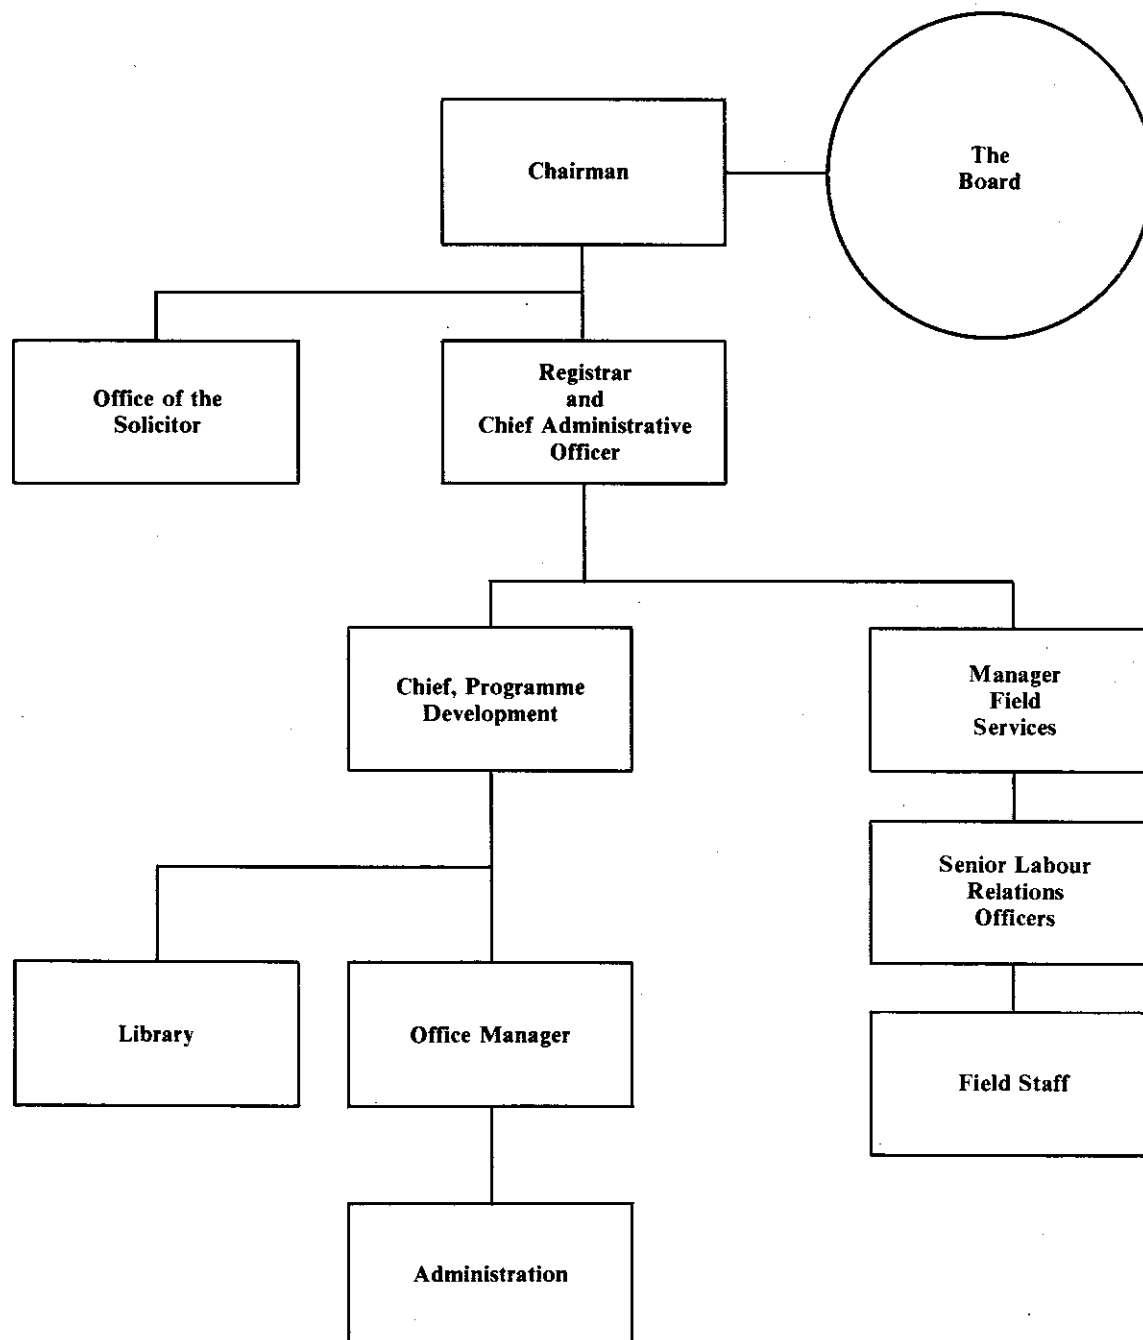 The
Board
Chairman
Office of the
Solicitor
Registrar
and
Chief Administrative
Officer
Chief, Programme
Development
Manager
Field
Services
Senior Labour
Relations
Officers
Library
Office Manager
Field Staff
Administration